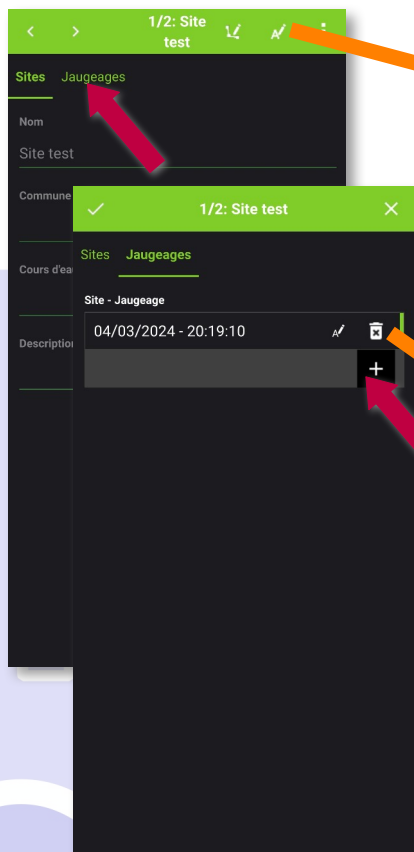 1/2: Site
test
Sites Jaugeages
Nom
Site test
Commune
Cours d'ea
Description
1/2: Site test
Sites Jaugeages
Site - Jaugeage
04/03/2024 - 20:19:10